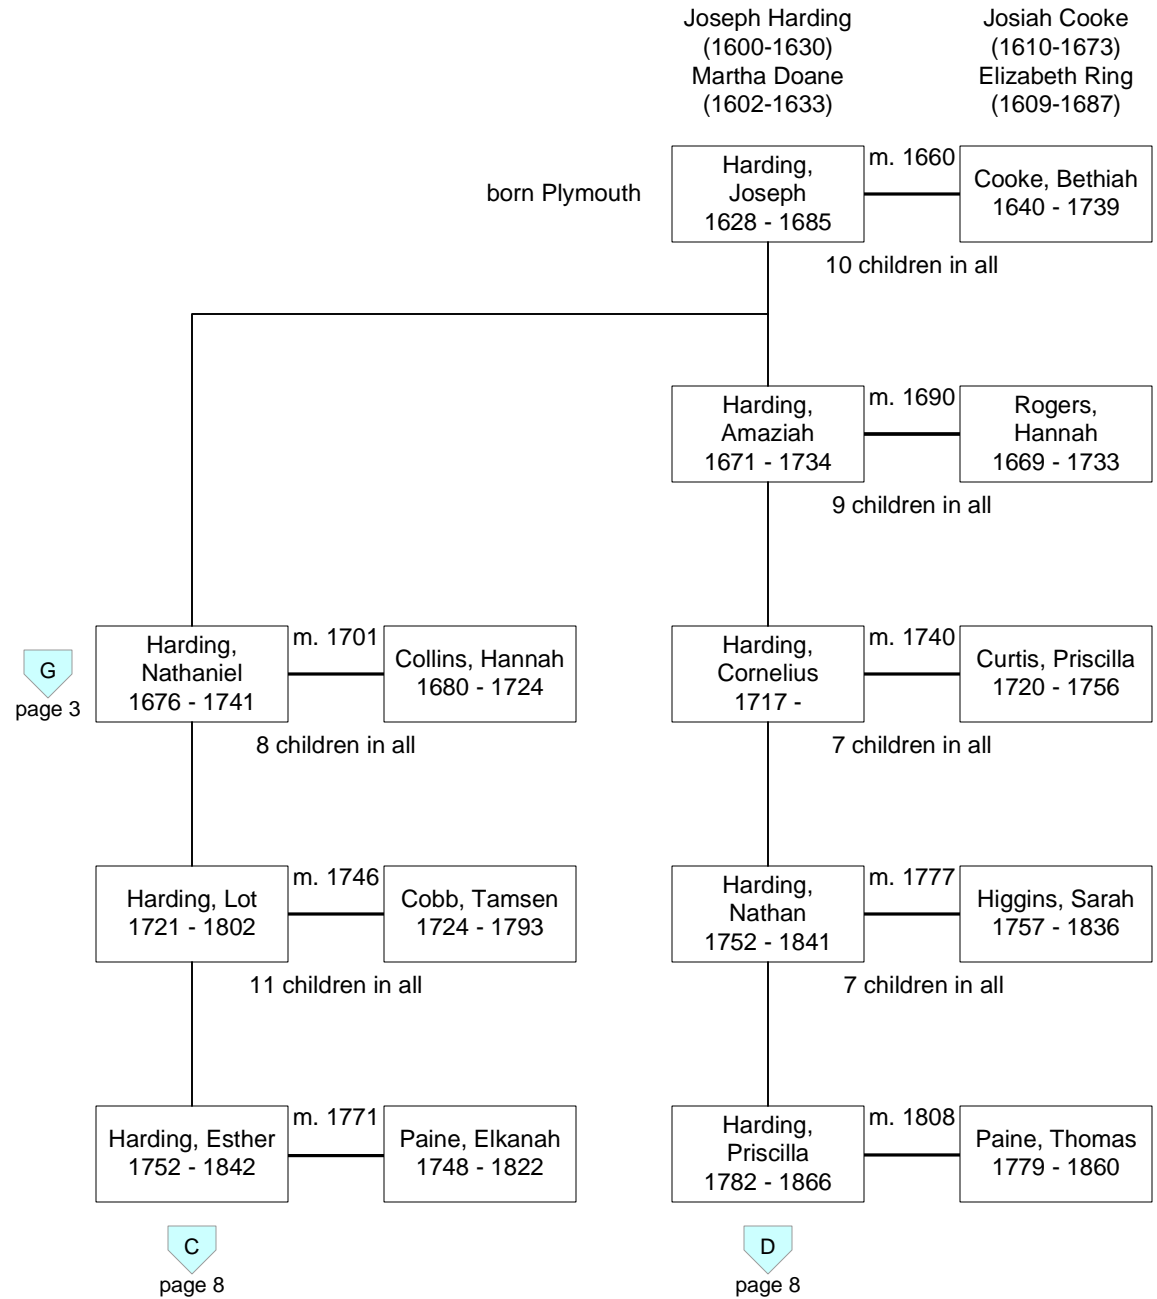 Joseph Harding
(1600-1630)
Martha Doane
(1602-1633)
Josiah Cooke
(1610-1673)
Elizabeth Ring
(1609-1687)
born Plymouth
Harding,
Joseph
1628 - 1685
m. 1660
Cooke, Bethiah
1640 - 1739
10 children in all
Harding,
Amaziah
1671 - 1734
m. 1690
Rogers,
Hannah
1669 - 1733
9 children in all
G
page 3
Harding,
Nathaniel
1676 - 1741
m. 1701
Collins, Hannah
1680 - 1724
8 children in all
Harding,
Cornelius
1717 -
m. 1740
Curtis, Priscilla
1720 - 1756
7 children in all
Harding, Lot
1721 - 1802
m. 1746
Cobb, Tamsen
1724 - 1793
11 children in all
Harding,
Nathan
1752 - 1841
m. 1777
Higgins, Sarah
1757 - 1836
7 children in all
Harding, Esther
1752 - 1842
m. 1771
Paine, Elkanah
1748 - 1822
Harding,
Priscilla
1782 - 1866
m. 1808
Paine, Thomas
1779 - 1860
C
page 8
D
page 8